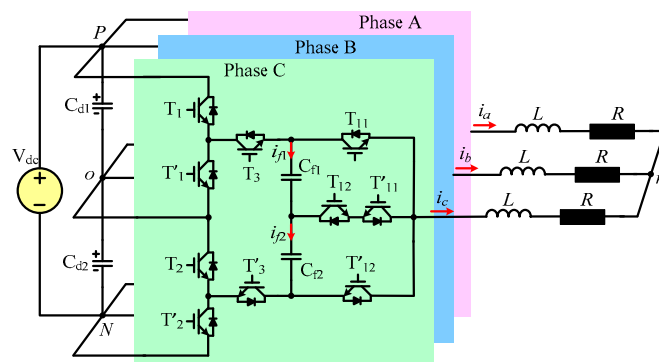 Phase A
Phase B
Phase C
P
C_d1
V_dc
o
C_d2
N
T_1
T'_1
T_2
T'_2
T_3
T'_3
i_f1
i_f2
C_f1
C_f2
T_11
T_12
T'_11
T'_12
i_a
L
R
i_b
L
R
i_c
L
R